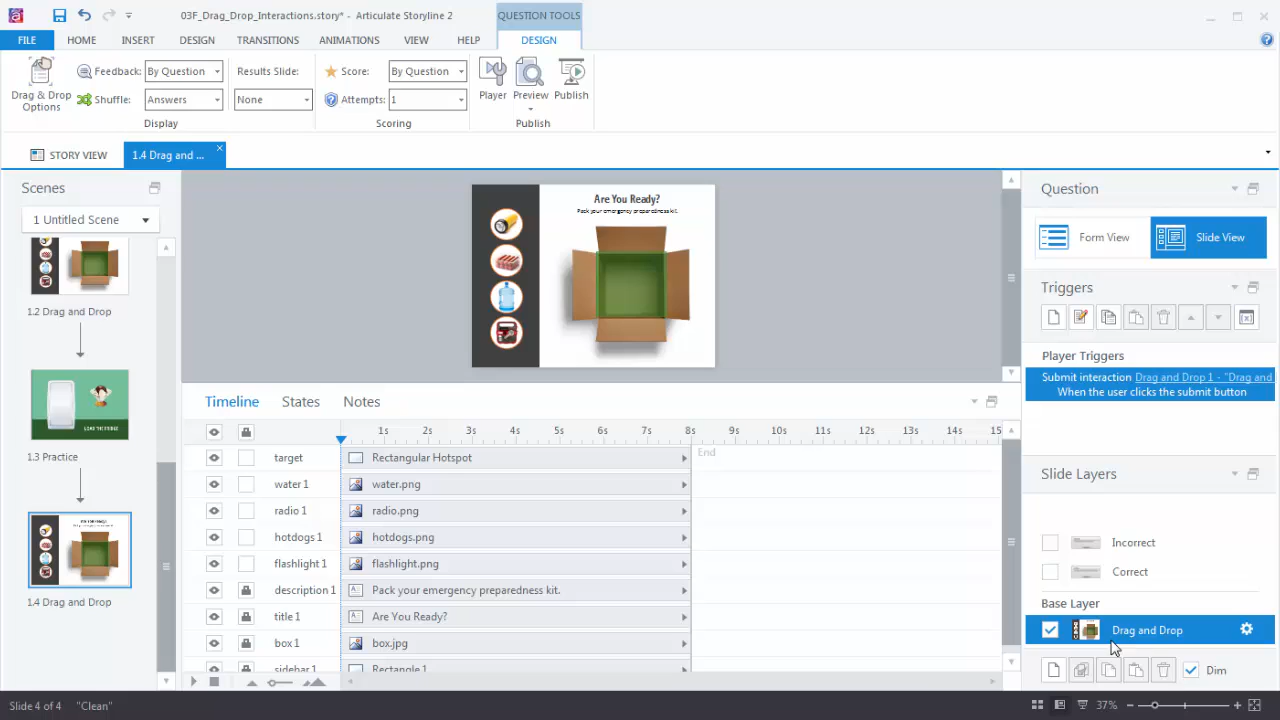 03F_Drag_Drop_Interactions.story* - Articulate Storyline 2
QUESTION TOOLS
FILE HOME INSERT DESIGN TRANSITIONS ANIMATIONS VIEW HELP DESIGN
Drag & Drop Options
Feedback: By Question
Shuffle: Answers
Display
Results Slide:
None
Score: By Question
Attempts: 1
Scoring
Player Preview Publish
Publish
STORY VIEW 1.4 Drag and ...
Scenes
1 Untitled Scene
1.2 Drag and Drop
LOAD THE FRIDGE
1.3 Practice
1.4 Drag and Drop
Are You Ready?
Pack your emergency preparedness kit.
Timeline States Notes
1s 2s 3s 4s 5s 6s 7s 8s 9s 10s 11s 12s 13s 14s 15
target Rectangular Hotspot End
water 1 water.png
radio 1 radio.png
hotdogs 1 hotdogs.png
flashlight 1 flashlight.png
description 1 Pack your emergency preparedness kit.
title 1 Are You Ready?
box 1 box.jpg
sidebar 1 Rectangle 1
Question
Form View Slide View
Triggers
Player Triggers
Submit interaction Drag and Drop 1 - "Drag and
When the user clicks the submit button
Slide Layers
Incorrect
Correct
Base Layer
Drag and Drop
Dim
Slide 4 of 4 "Clean" 37%